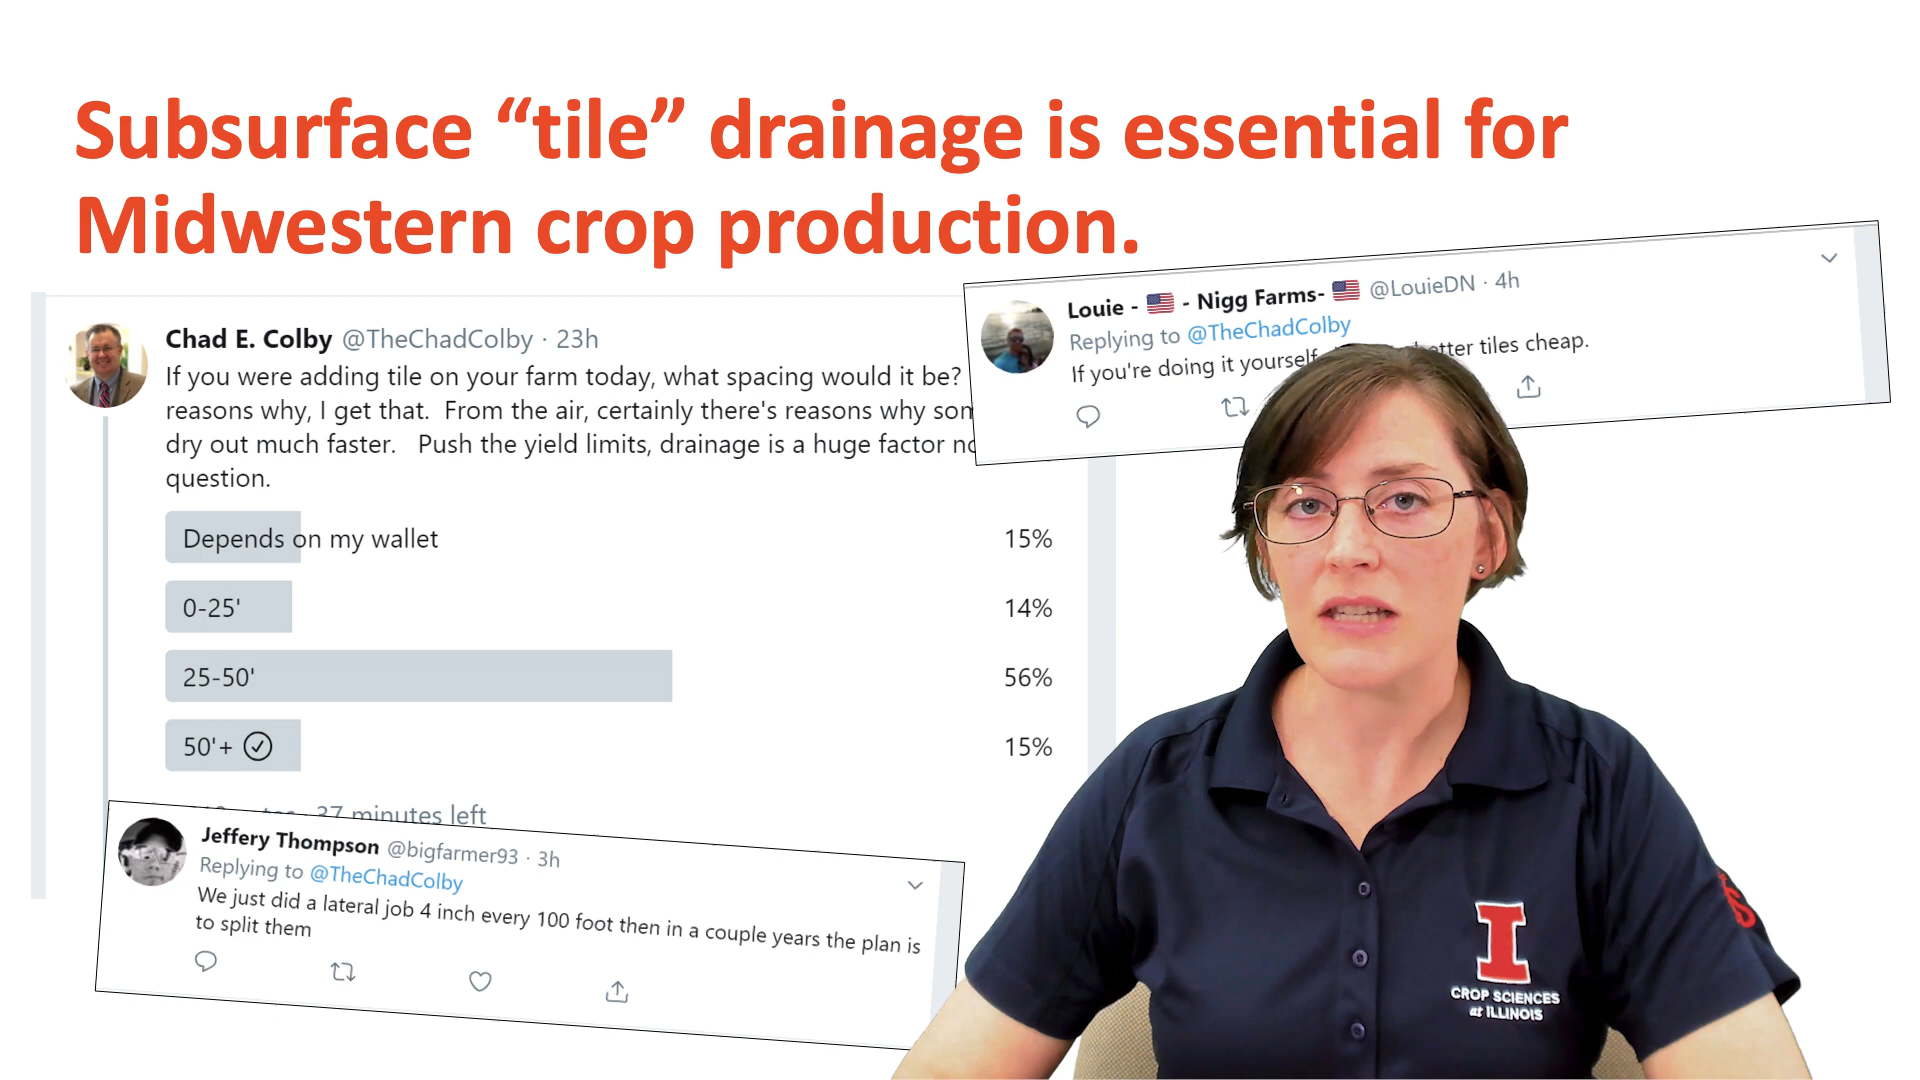 Subsurface “tile” drainage is essential for
Midwestern crop production.
Louie - 🇺🇸 - Nigg Farms- 🇺🇸 @LouieDN · 4h
Replying to @TheChadColby
If you're doing it yourself tiles cheap.
Chad E. Colby @TheChadColby · 23h
If you were adding tile on your farm today, what spacing would it be?
reasons why, I get that. From the air, certainly there's reasons why
dry out much faster. Push the yield limits, drainage is a huge factor
question.
Depends on my wallet 15%
0-25' 14%
25-50' 56%
50'+ 15%
37 minutes left
Jeffery Thompson @bigfarmer93 · 3h
Replying to @TheChadColby
We just did a lateral job 4 inch every 100 foot then in a couple years the plan is
to split them
I
CROP SCIENCES
at ILLINOIS